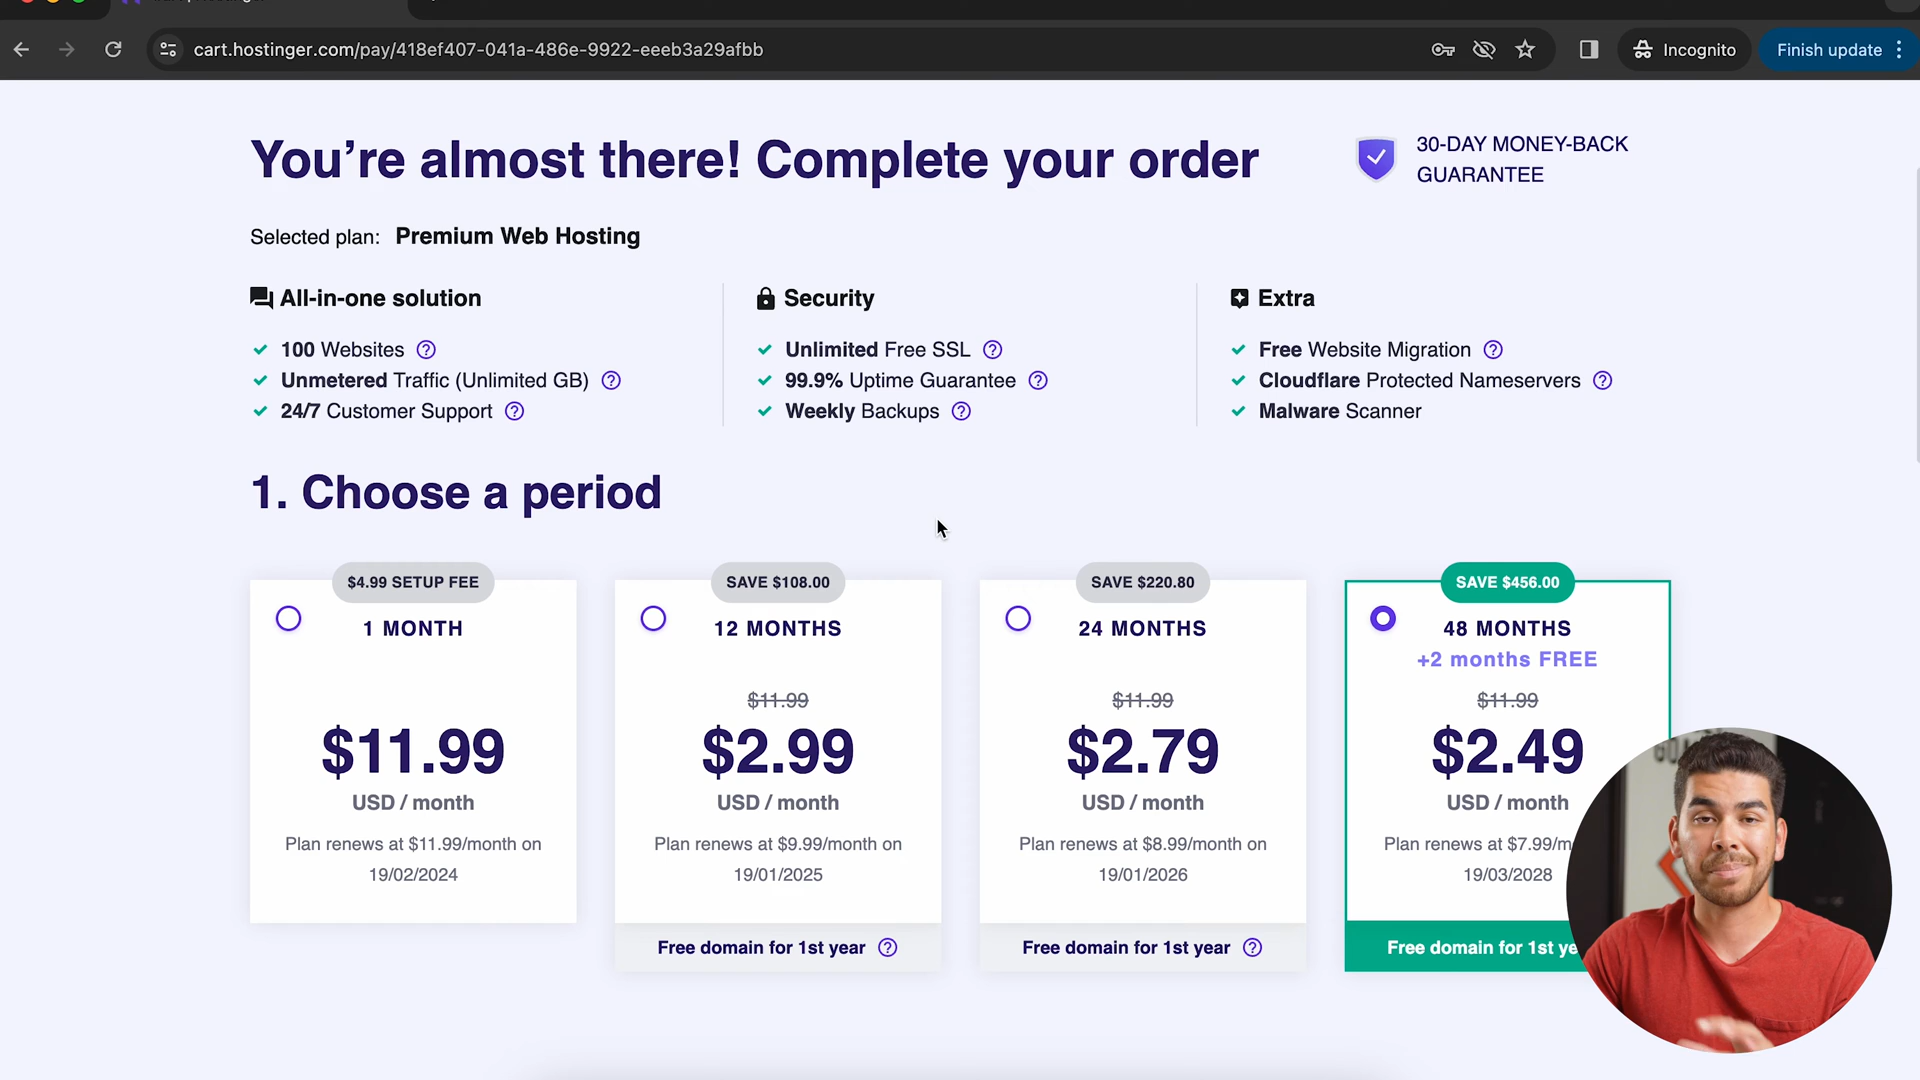 cart.hostinger.com/pay/418ef407-041a-486e-9922-eeeb3a29afbb
Incognito
Finish update
You're almost there! Complete your order
30-DAY MONEY-BACK
GUARANTEE
Selected plan: Premium Web Hosting
All-in-one solution
100 Websites
Unmetered Traffic (Unlimited GB)
24/7 Customer Support
Security
Unlimited Free SSL
99.9% Uptime Guarantee
Weekly Backups
Extra
Free Website Migration
Cloudflare Protected Nameservers
Malware Scanner
1. Choose a period
$4.99 SETUP FEE
1 MONTH
$11.99
USD / month
Plan renews at $11.99/month on
19/02/2024
SAVE $108.00
12 MONTHS
$11.99
$2.99
USD / month
Plan renews at $9.99/month on
19/01/2025
Free domain for 1st year
SAVE $220.80
24 MONTHS
$11.99
$2.79
USD / month
Plan renews at $8.99/month on
19/01/2026
Free domain for 1st year
SAVE $456.00
48 MONTHS
+2 months FREE
$11.99
$2.49
USD / month
Plan renews at $7.99/m
19/03/2028
Free domain for 1st ye